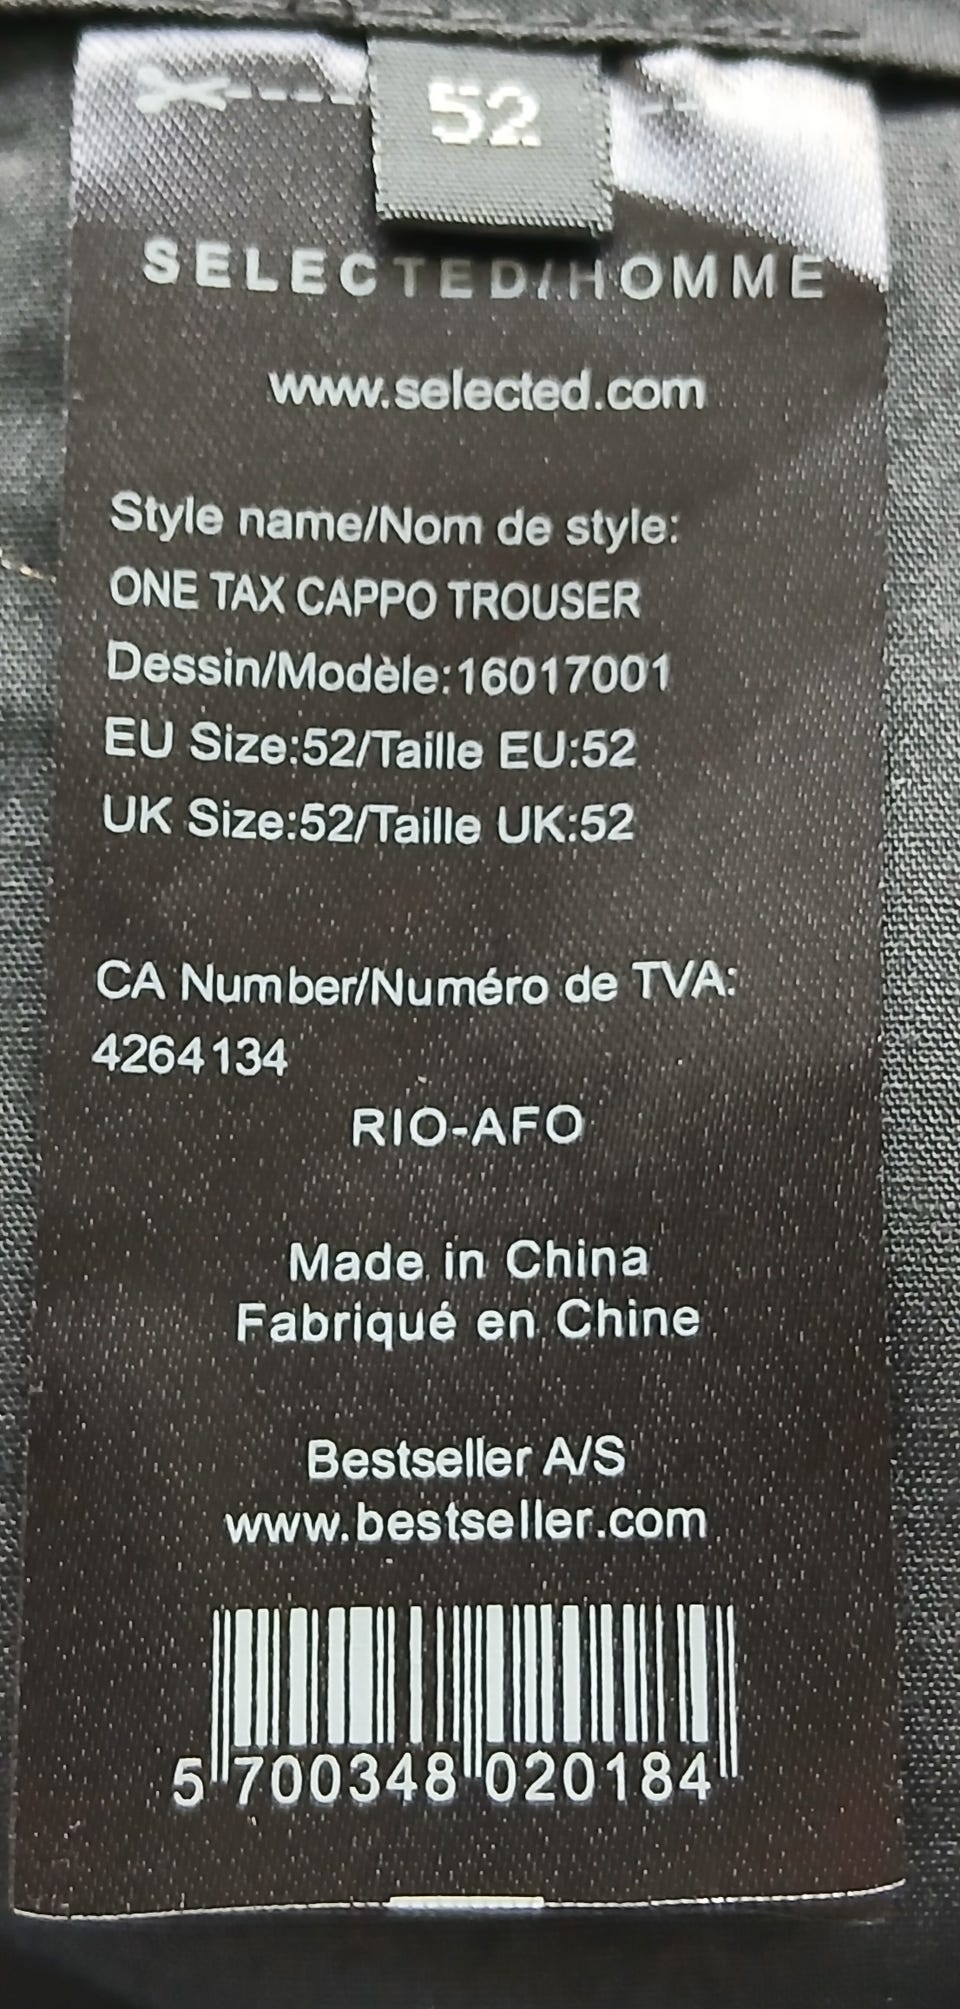 52
SELECTED/HOMME
www.selected.com
Style name/Nom de style:
ONE TAX CAPPO TROUSER
Dessin/Modèle:16017001
EU Size:52/Taille EU:52
UK Size:52/Taille UK:52
CA Number/Numéro de TVA:
4264134
RIO-AFO
Made in China
Fabriqué en Chine
Bestseller A/S
www.bestseller.com
5 700348 020184